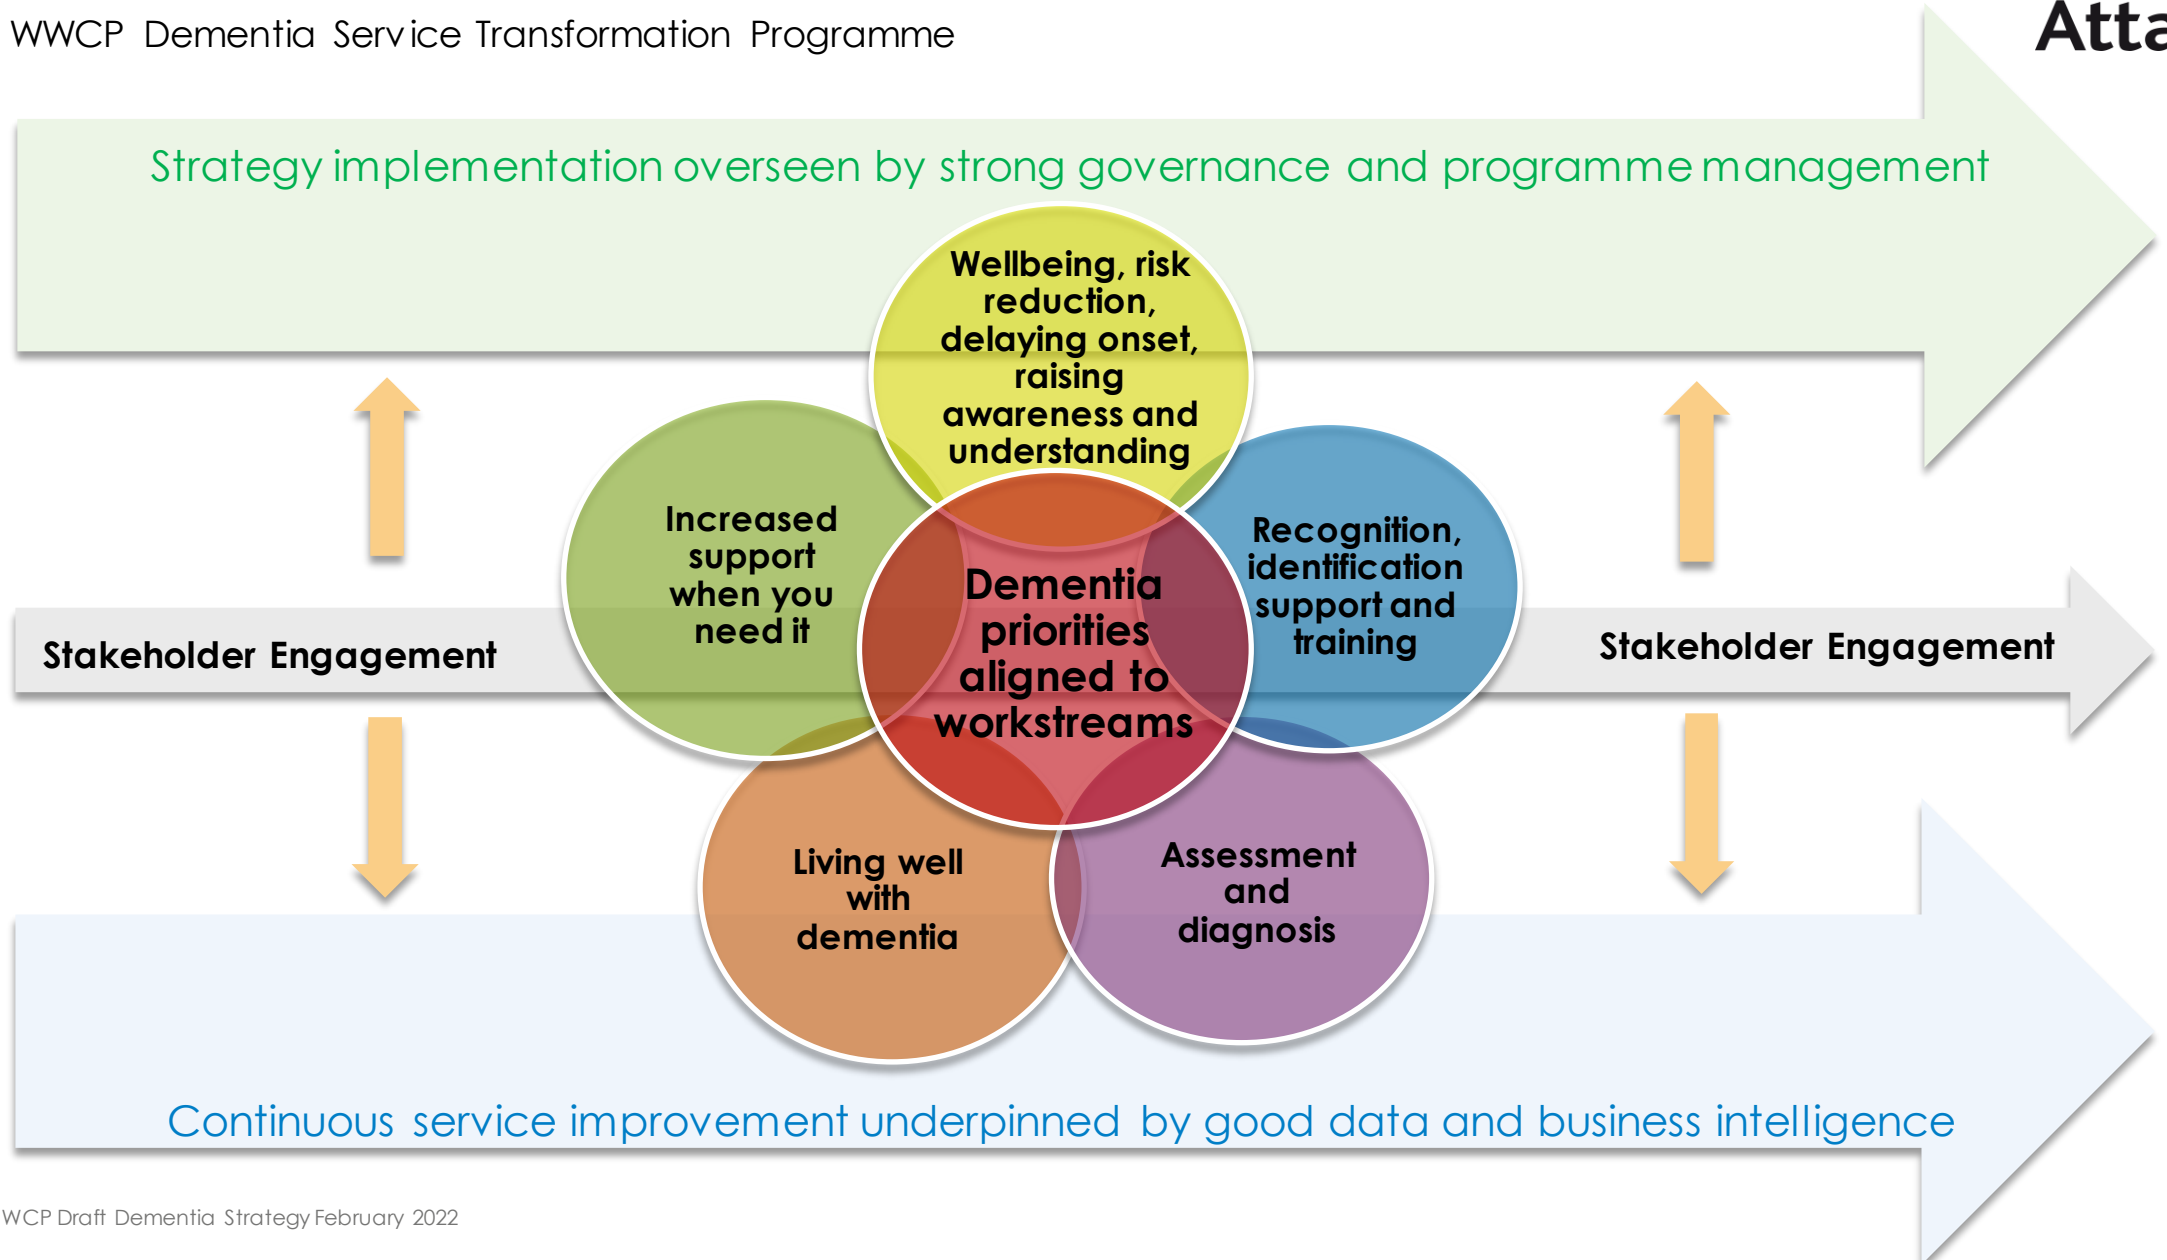 WWCP Dementia Service Transformation Programme
Atta
Strategy implementation overseen by strong governance and programme management
Wellbeing, risk
reduction,
delaying onset,
raising
awareness and
understanding
Increased
support
when you
need it
Recognition,
identification
support and
training
Dementia
priorities
aligned to
workstreams
Stakeholder Engagement
Stakeholder Engagement
Living well
with
dementia
Assessment
and
diagnosis
Continuous service improvement underpinned by good data and business intelligence
WCP Draft Dementia Strategy February 2022